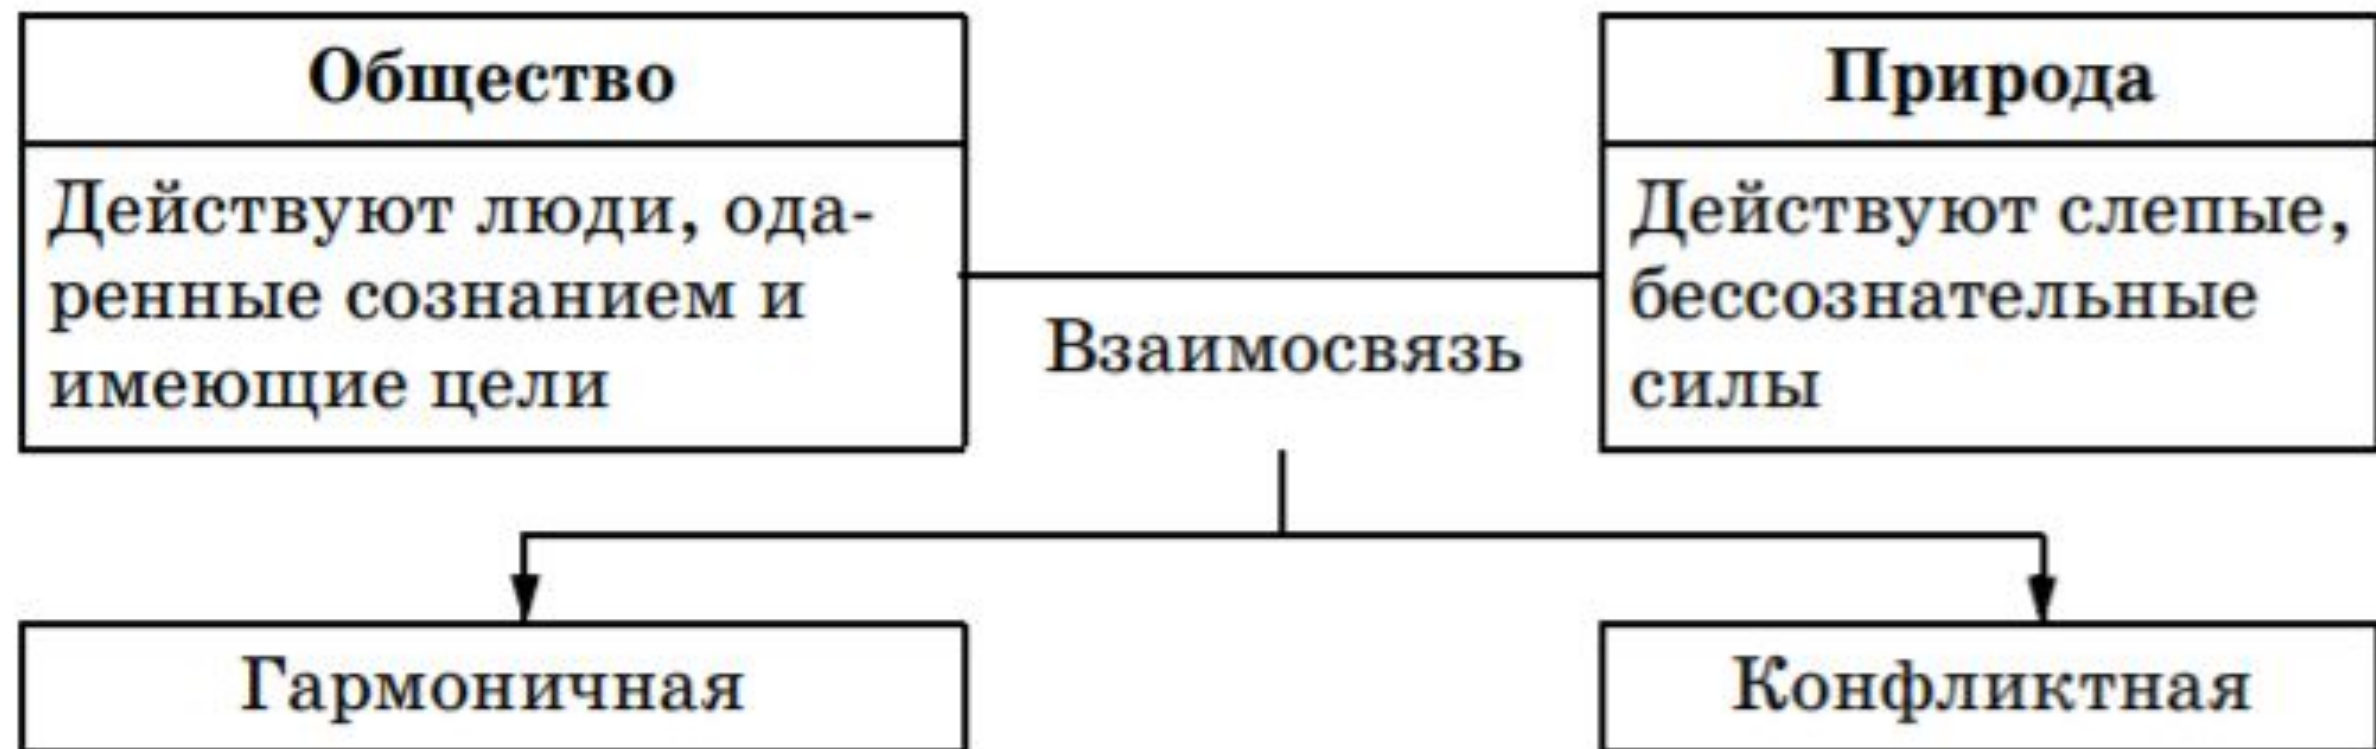 Общество
Действуют люди, ода-
ренные сознанием и
имеющие цели
Взаимосвязь
Природа
Действуют слепые,
бессознательные
силы
Гармоничная
Конфликтная